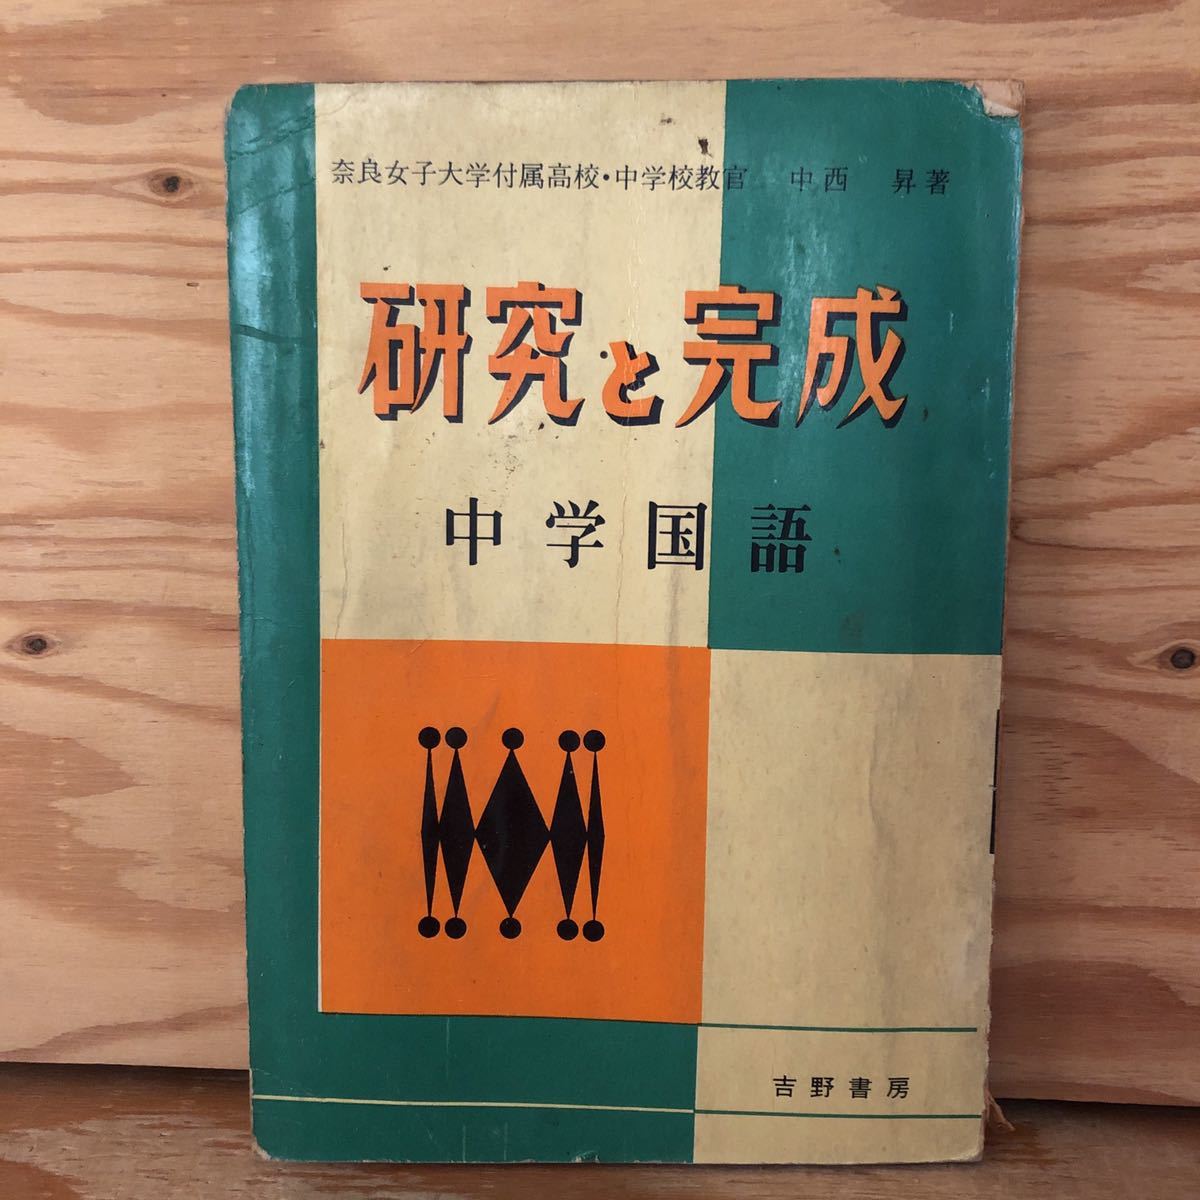 奈良女子大学付属高校・中学校教官　中西　昇著
研究と完成
中学国語
吉野書房